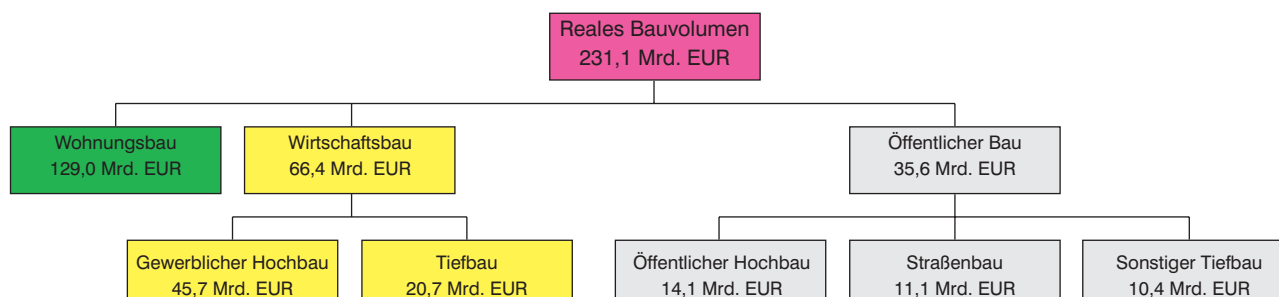 Reales Bauvolumen
231,1 Mrd. EUR
Wohnungsbau
129,0 Mrd. EUR
Wirtschaftsbau
66,4 Mrd. EUR
Öffentlicher Bau
35,6 Mrd. EUR
Gewerblicher Hochbau
45,7 Mrd. EUR
Tiefbau
20,7 Mrd. EUR
Öffentlicher Hochbau
14,1 Mrd. EUR
Straßenbau
11,1 Mrd. EUR
Sonstiger Tiefbau
10,4 Mrd. EUR